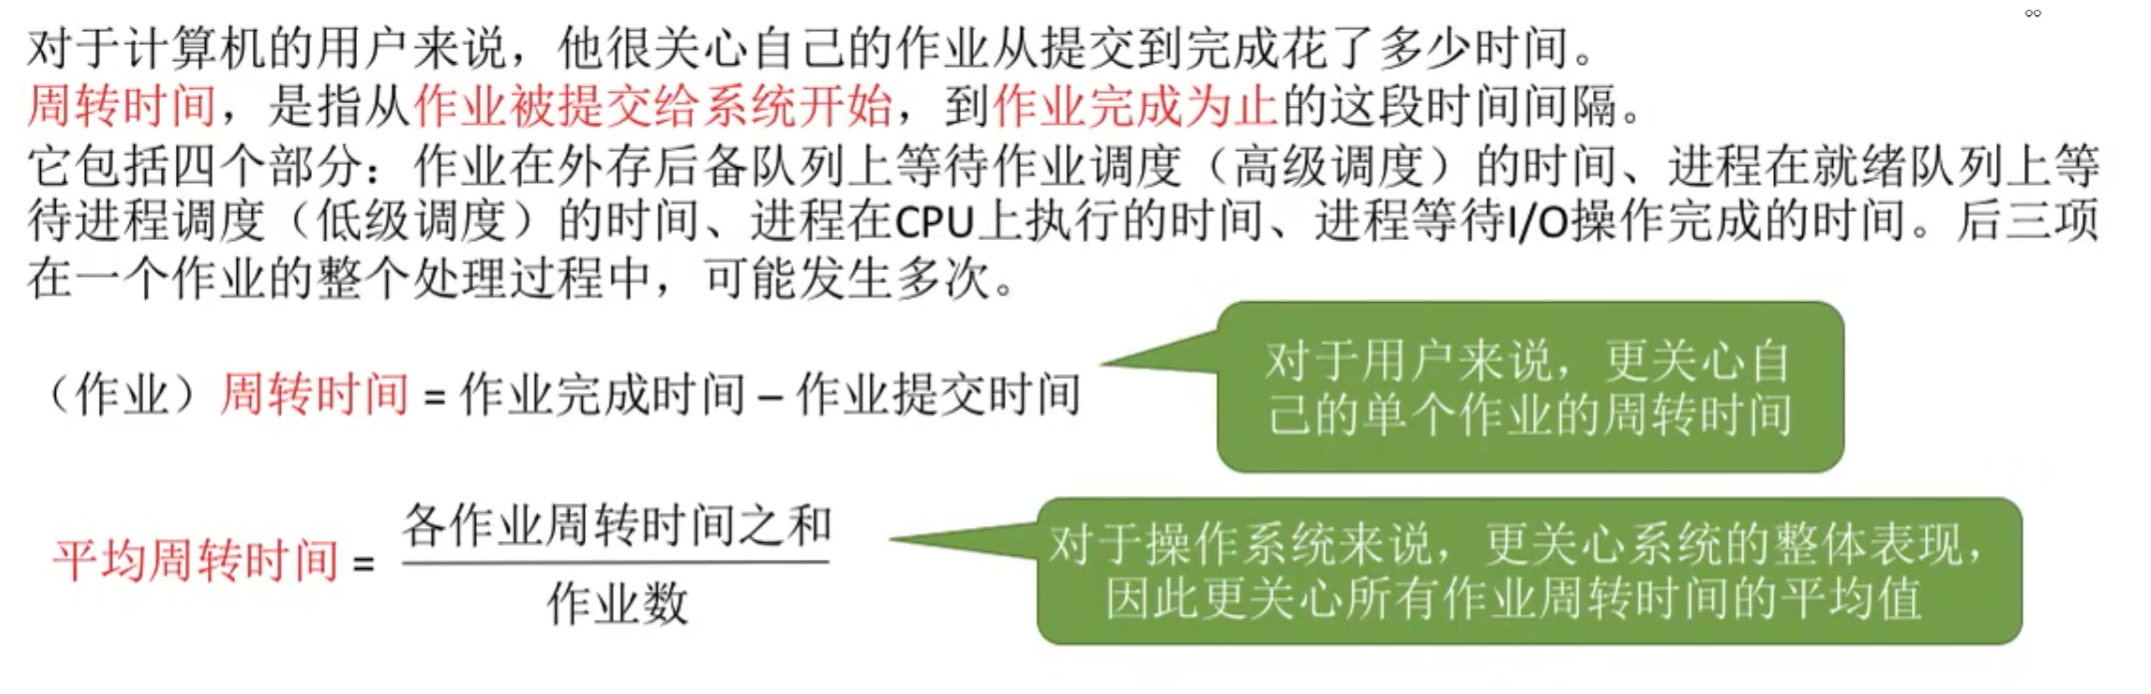 对于计算机的用户来说，他很关心自己的作业从提交到完成花了多少时间。
周转时间，是指从作业被提交给系统开始，到作业完成为止的这段时间间隔。
它包括四个部分：作业在外存后备队列上等待作业调度（高级调度）的时间、进程在就绪队列上等
待进程调度（低级调度）的时间、进程在CPU上执行的时间、进程等待I/O操作完成的时间。后三项
在一个作业的整个处理过程中，可能发生多次。
对于用户来说，更关心自
己的单个作业的周转时间
（作业）周转时间 = 作业完成时间 – 作业提交时间
各作业周转时间之和
平均周转时间 =
作业数
对于操作系统来说，更关心系统的整体表现，
因此更关心所有作业周转时间的平均值